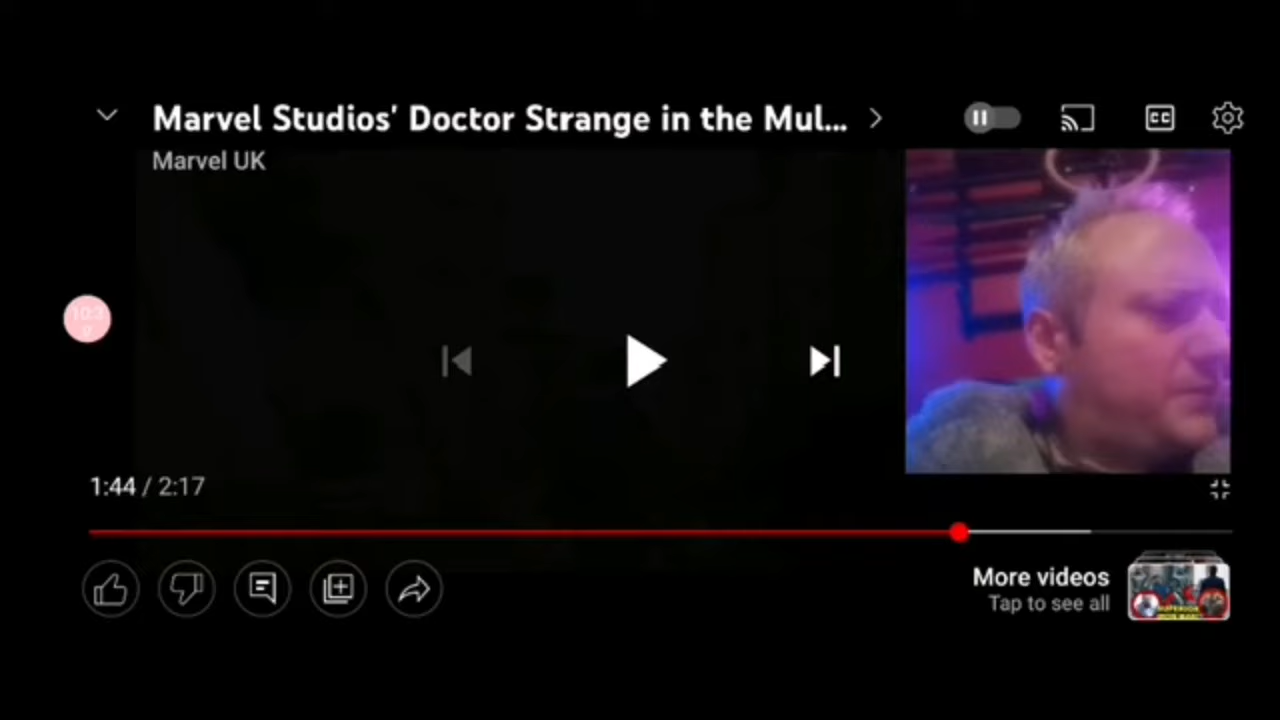 Marvel Studios' Doctor Strange in the Mul...
Marvel UK
CC
1:44 / 2:17
More videos
Tap to see all